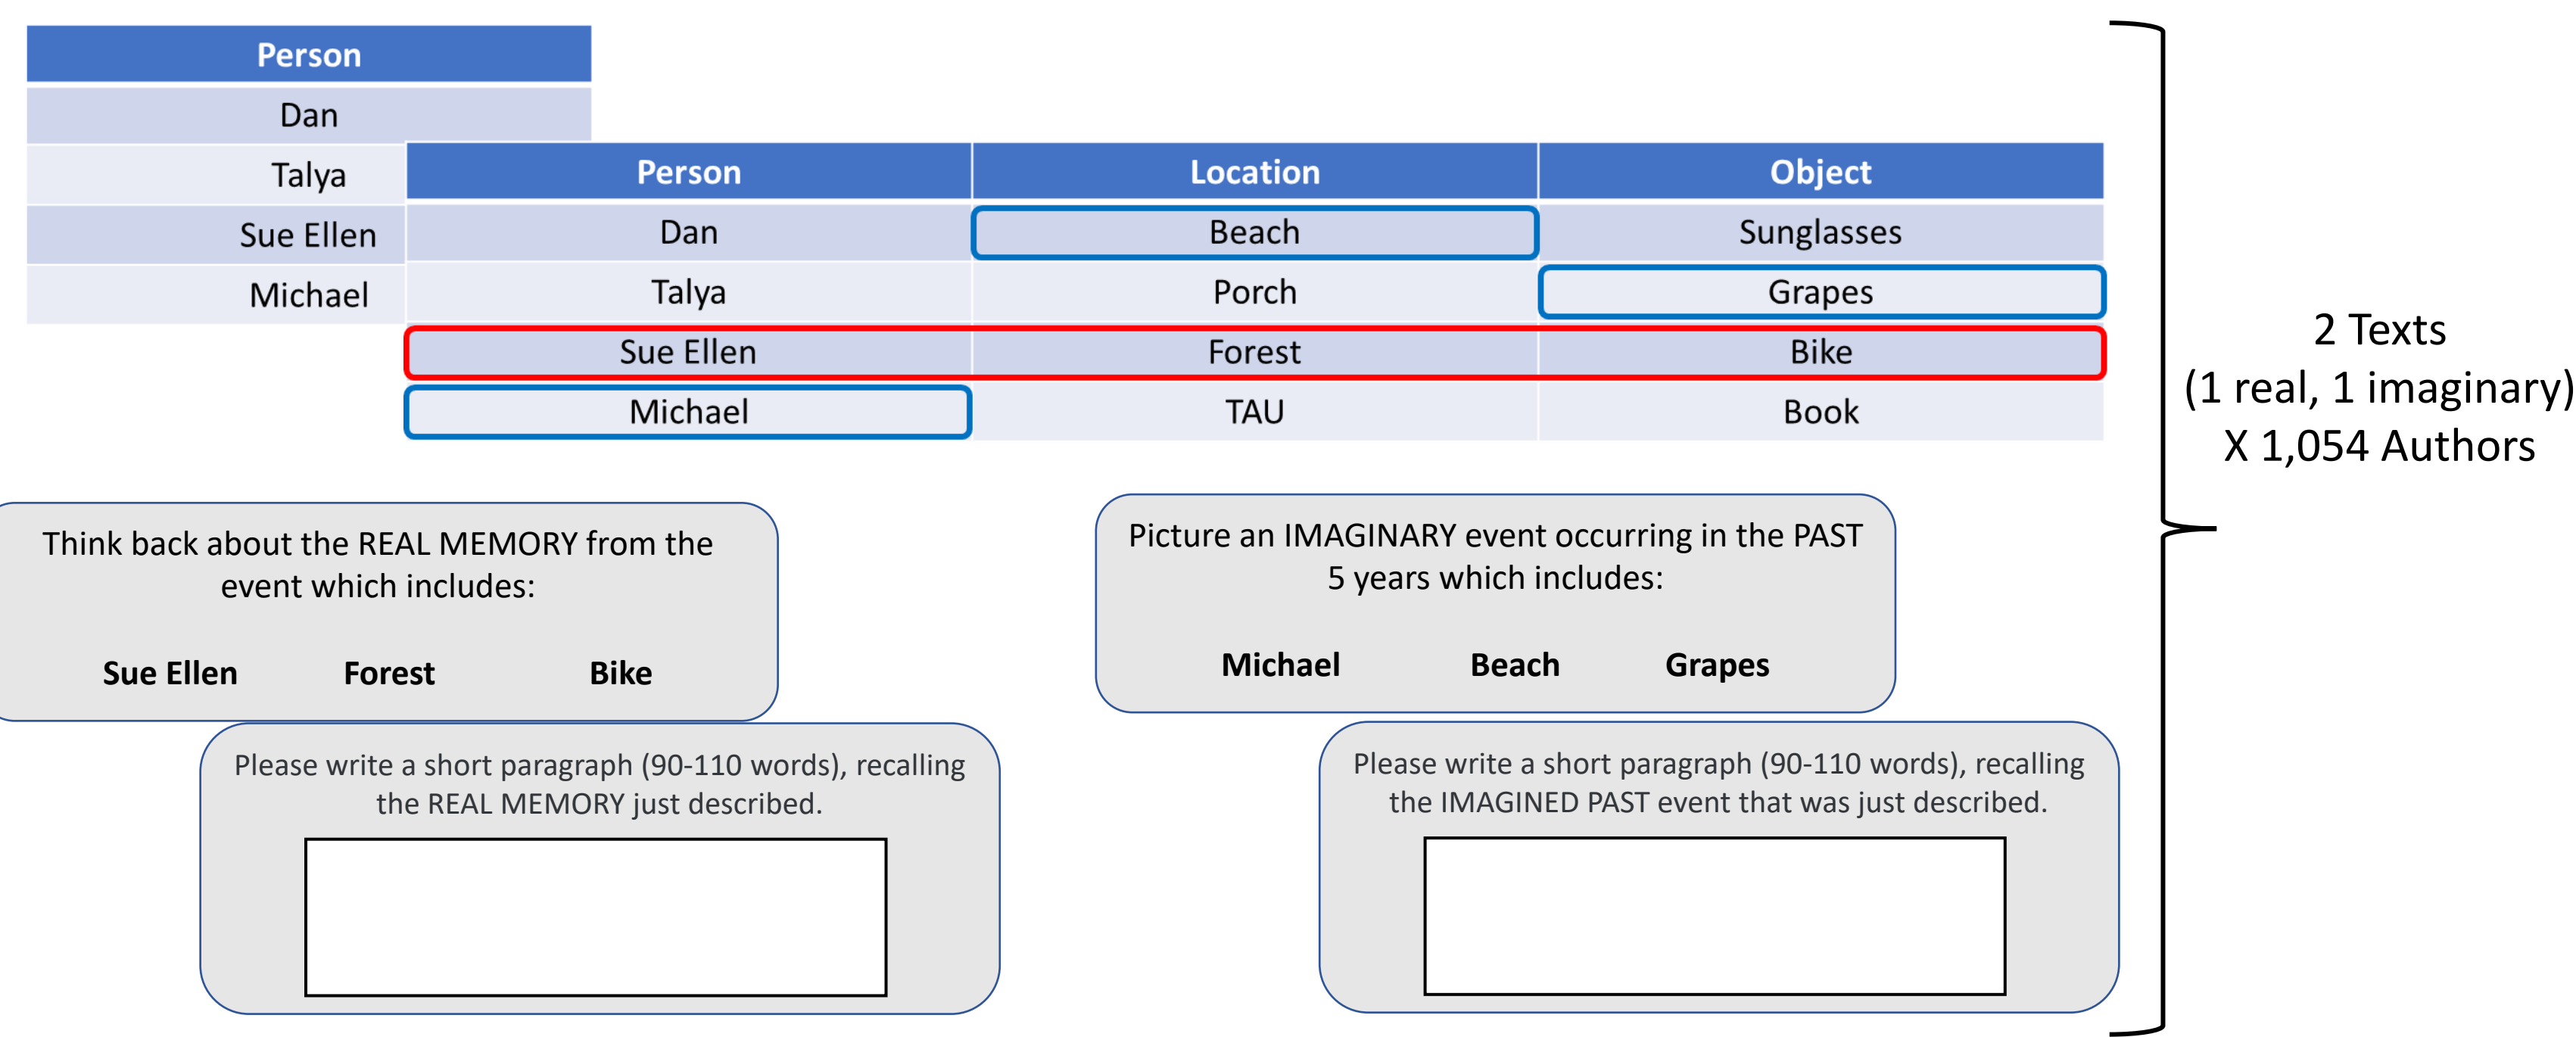 Person
Dan
Talya
Sue Ellen
Michael
Person Location Object
Dan Beach Sunglasses
Talya Porch Grapes
Sue Ellen Forest Bike
Michael TAU Book
2 Texts
(1 real, 1 imaginary)
X 1,054 Authors
Think back about the REAL MEMORY from the
event which includes:
Sue Ellen Forest Bike
Please write a short paragraph (90-110 words), recalling
the REAL MEMORY just described.
Picture an IMAGINARY event occurring in the PAST
5 years which includes:
Michael Beach Grapes
Please write a short paragraph (90-110 words), recalling
the IMAGINED PAST event that was just described.